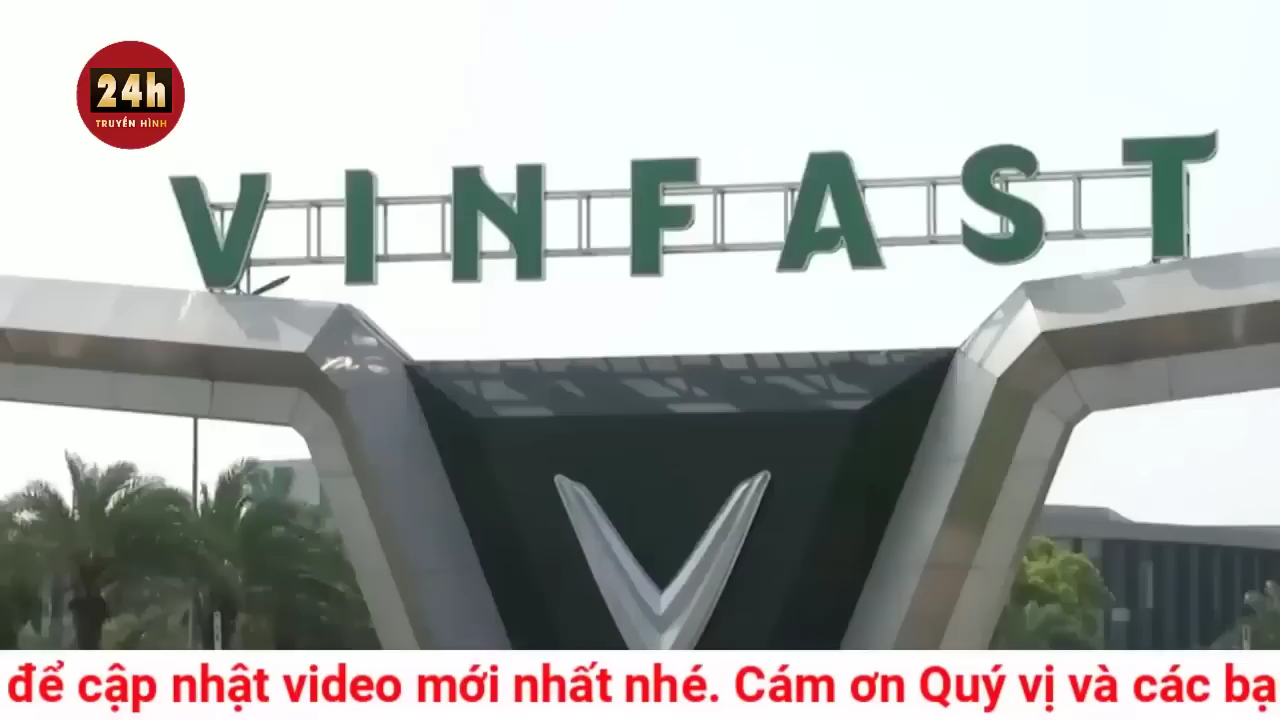 24h
TRUYỀN HÌNH
VINFAST
để cập nhật video mới nhất nhé. Cám ơn Quý vị và các bạ